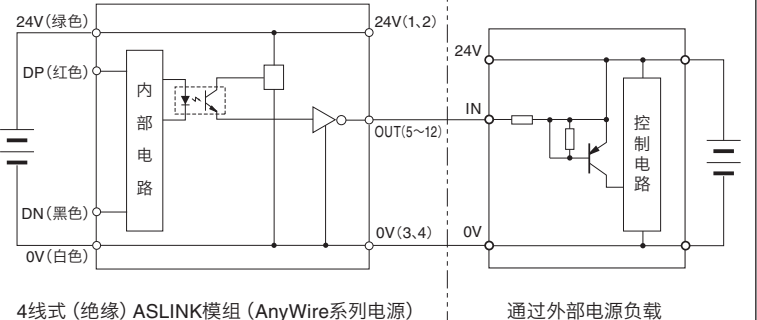 24V(绿色)
24V(1、2)
DP(红色)
内部电路
OUT(5~12)
DN(黑色)
0V(白色)
0V(3、4)
24V
IN
控制电路
0V
4线式(绝缘)ASLINK模组(AnyWire系列电源)
通过外部电源负载